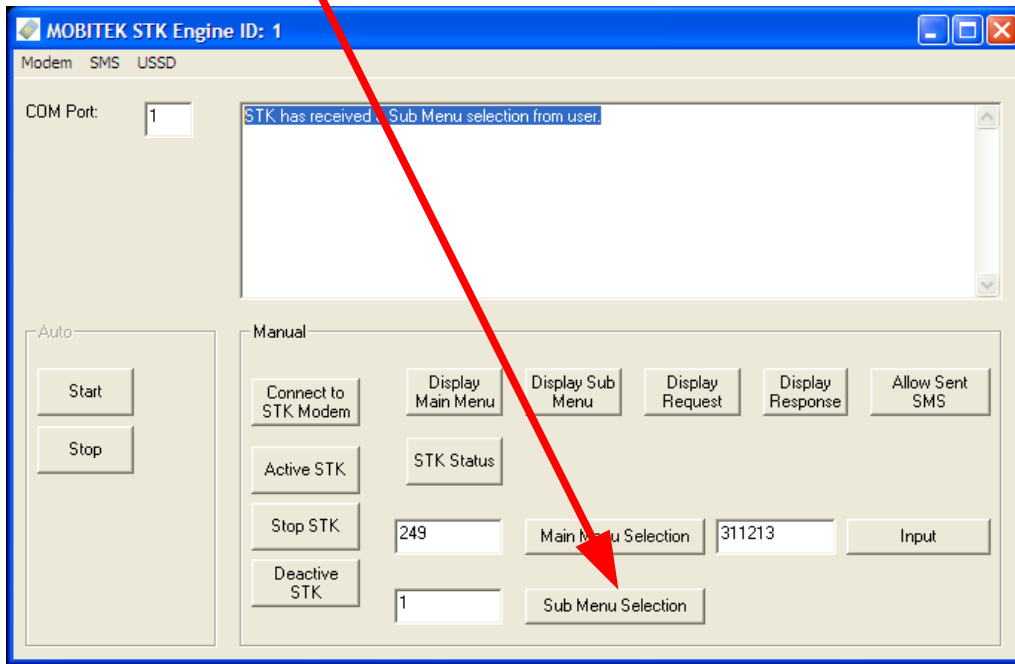 MOBITEK STK Engine ID: 1
Modem SMS USSD
COM Port:
1
STK has received a Sub Menu selection from user.
Auto
Start
Stop
Manual
Connect to
STK Modem
Display
Main Menu
Display Sub
Menu
Display
Request
Display
Response
Allow Sent
SMS
Active STK
STK Status
Stop STK
249
Main Menu Selection
311213
Input
Deactive
STK
1
Sub Menu Selection